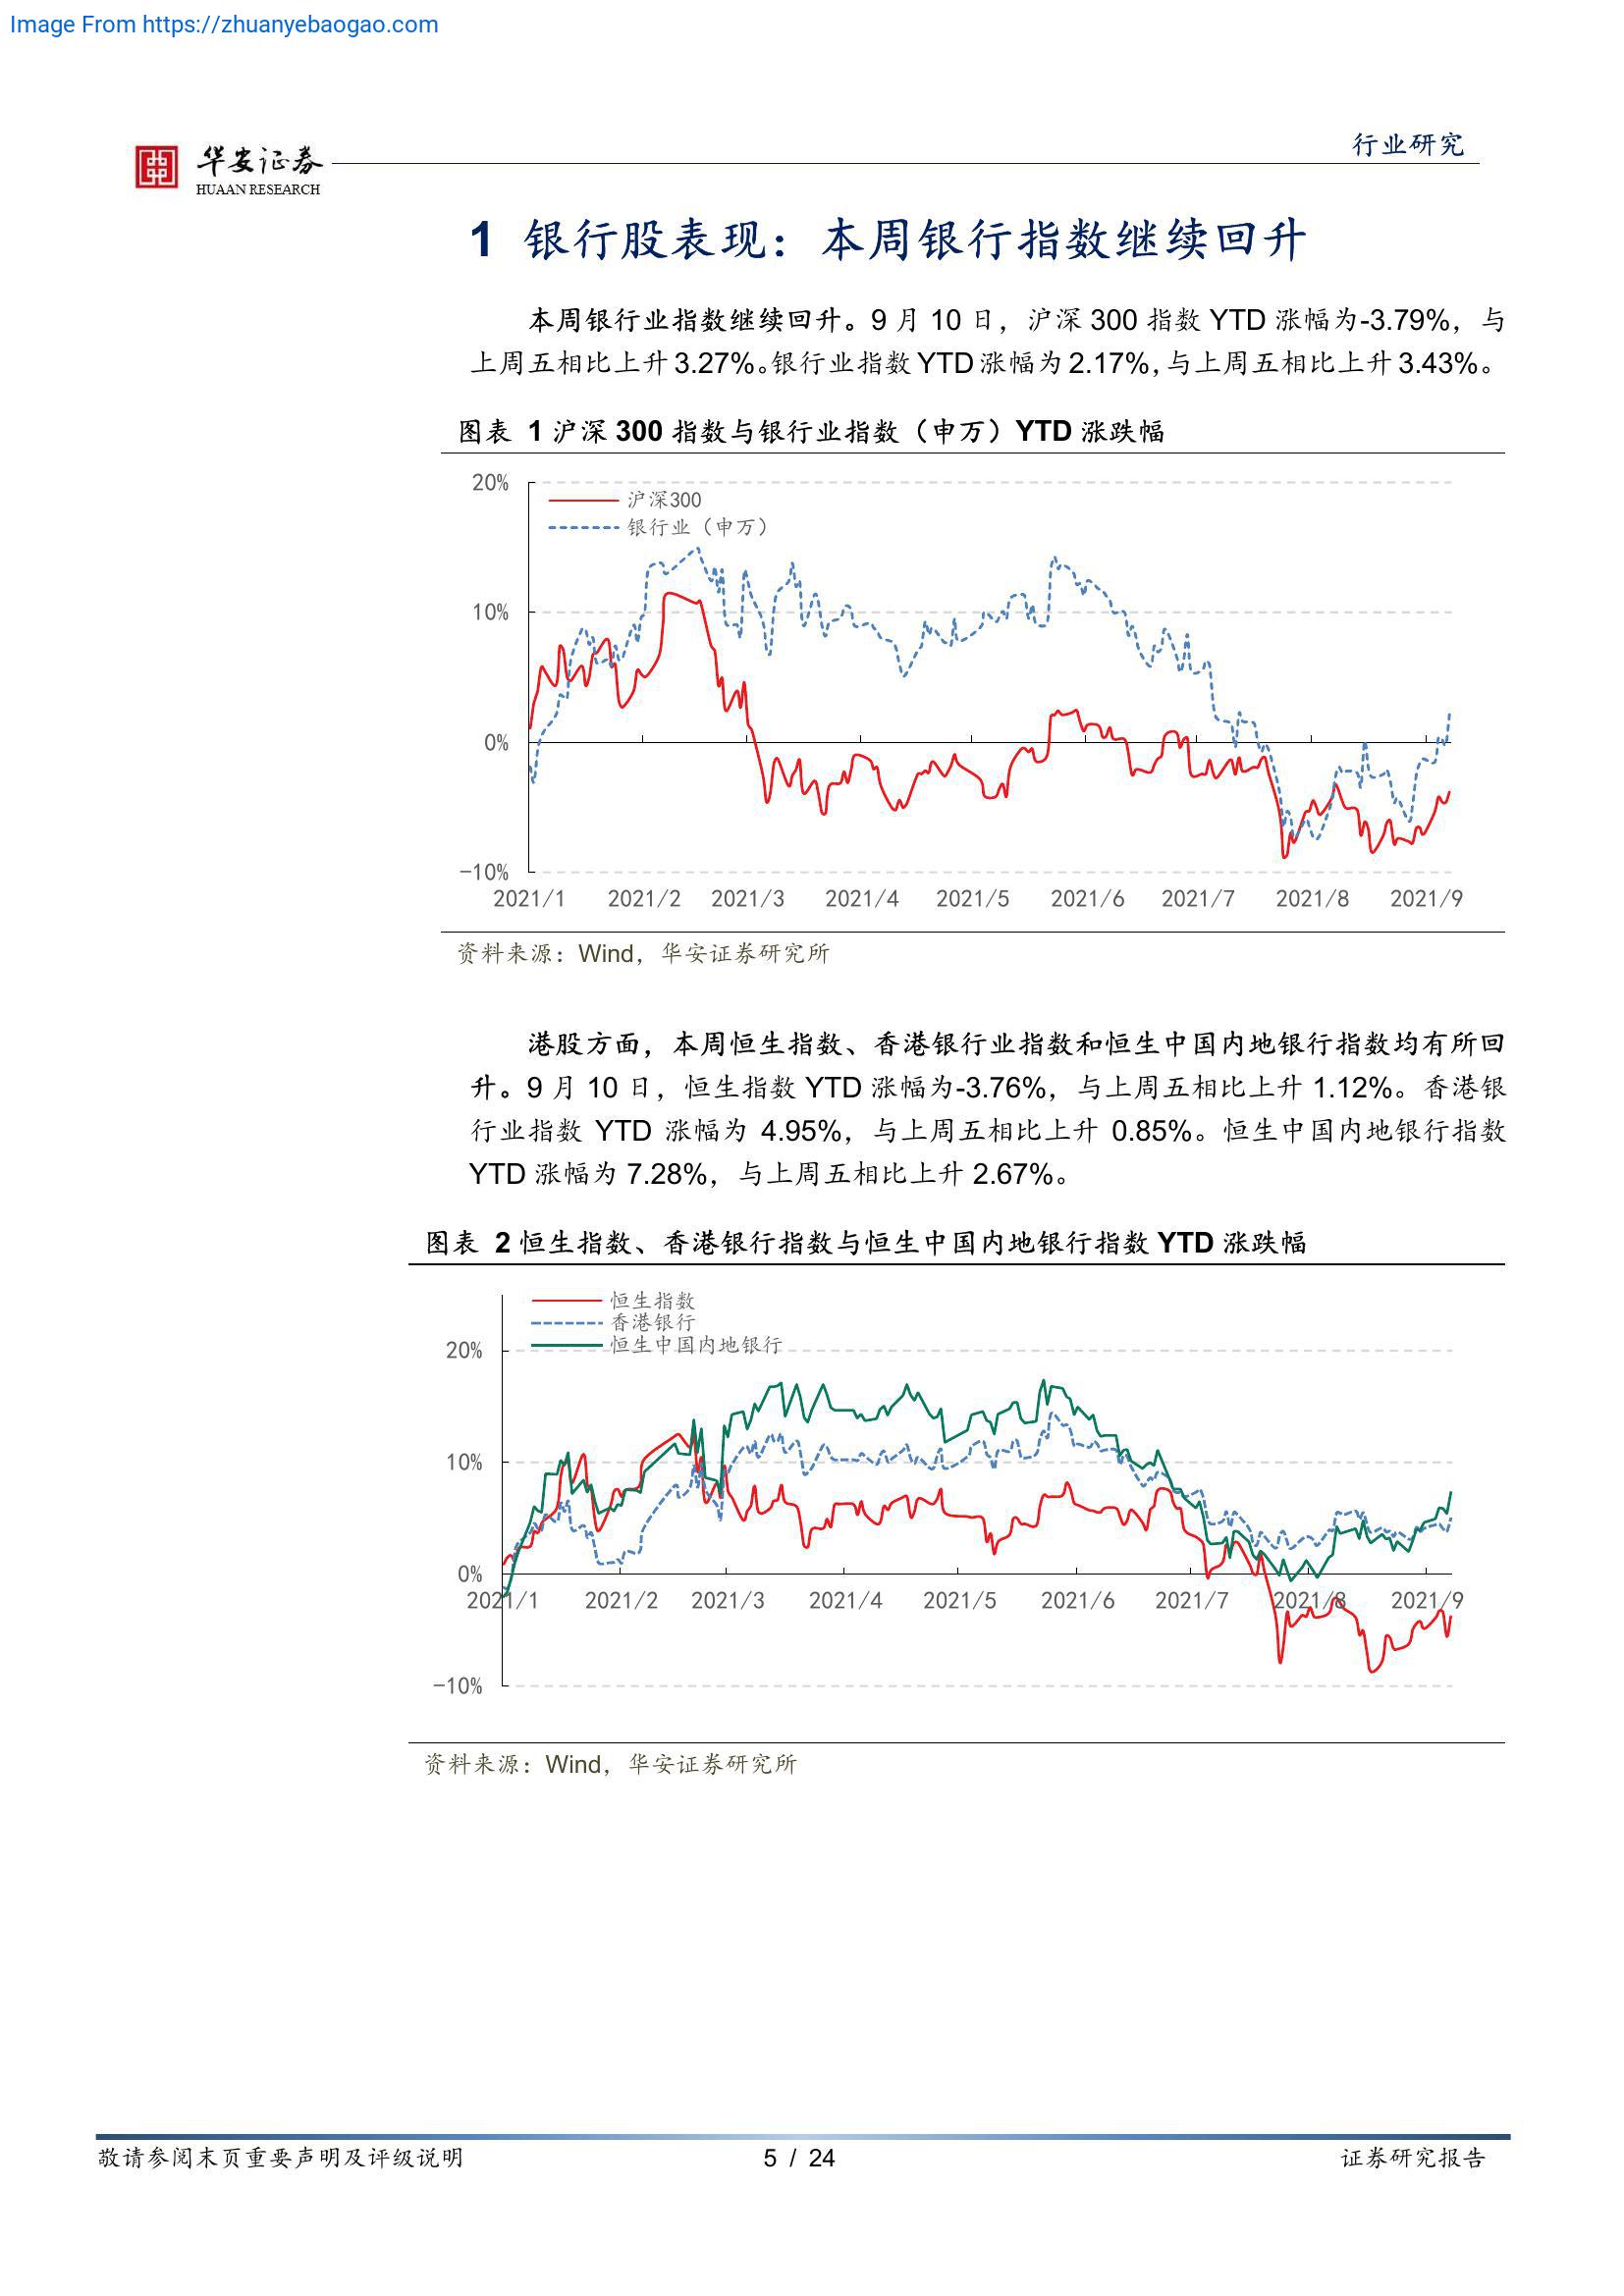 Image From https://zhuanyebaogao.com
华安证券
HUAAN RESEARCH
行业研究
1 银行股表现：本周银行指数继续回升
本周银行业指数继续回升。9 月 10 日，沪深 300 指数 YTD 涨幅为-3.79%，与
上周五相比上升 3.27%。银行业指数 YTD 涨幅为 2.17%，与上周五相比上升 3.43%。
图表 1 沪深 300 指数与银行业指数（申万）YTD 涨跌幅
20%
沪深300
银行业（申万）
10%
0%
-10%
2021/1 2021/2 2021/3 2021/4 2021/5 2021/6 2021/7 2021/8 2021/9
资料来源：Wind，华安证券研究所
港股方面，本周恒生指数、香港银行业指数和恒生中国内地银行指数均有所回
升。9 月 10 日，恒生指数 YTD 涨幅为-3.76%，与上周五相比上升 1.12%。香港银
行业指数 YTD 涨幅为 4.95%，与上周五相比上升 0.85%。恒生中国内地银行指数
YTD 涨幅为 7.28%，与上周五相比上升 2.67%。
图表 2 恒生指数、香港银行指数与恒生中国内地银行指数 YTD 涨跌幅
恒生指数
香港银行
恒生中国内地银行
20%
10%
0%
2021/1 2021/2 2021/3 2021/4 2021/5 2021/6 2021/7 2021/8 2021/9
-10%
资料来源：Wind，华安证券研究所
敬请参阅末页重要声明及评级说明 5 / 24 证券研究报告